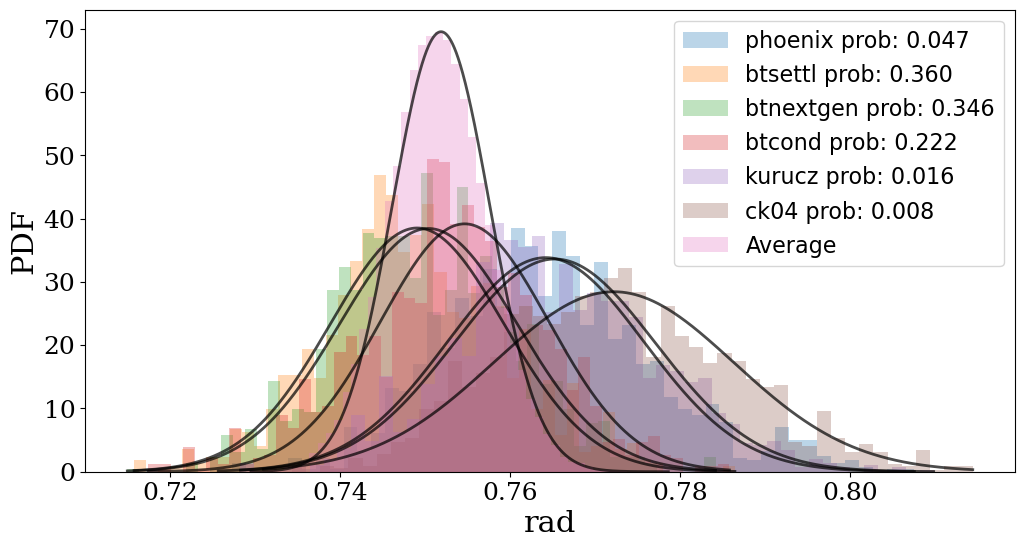 70
60
50
40
30
20
10
0
PDF
0.72 0.74 0.76 0.78 0.80
rad
phoenix prob: 0.047
btsettl prob: 0.360
btnextgen prob: 0.346
btcond prob: 0.222
kurucz prob: 0.016
ck04 prob: 0.008
Average